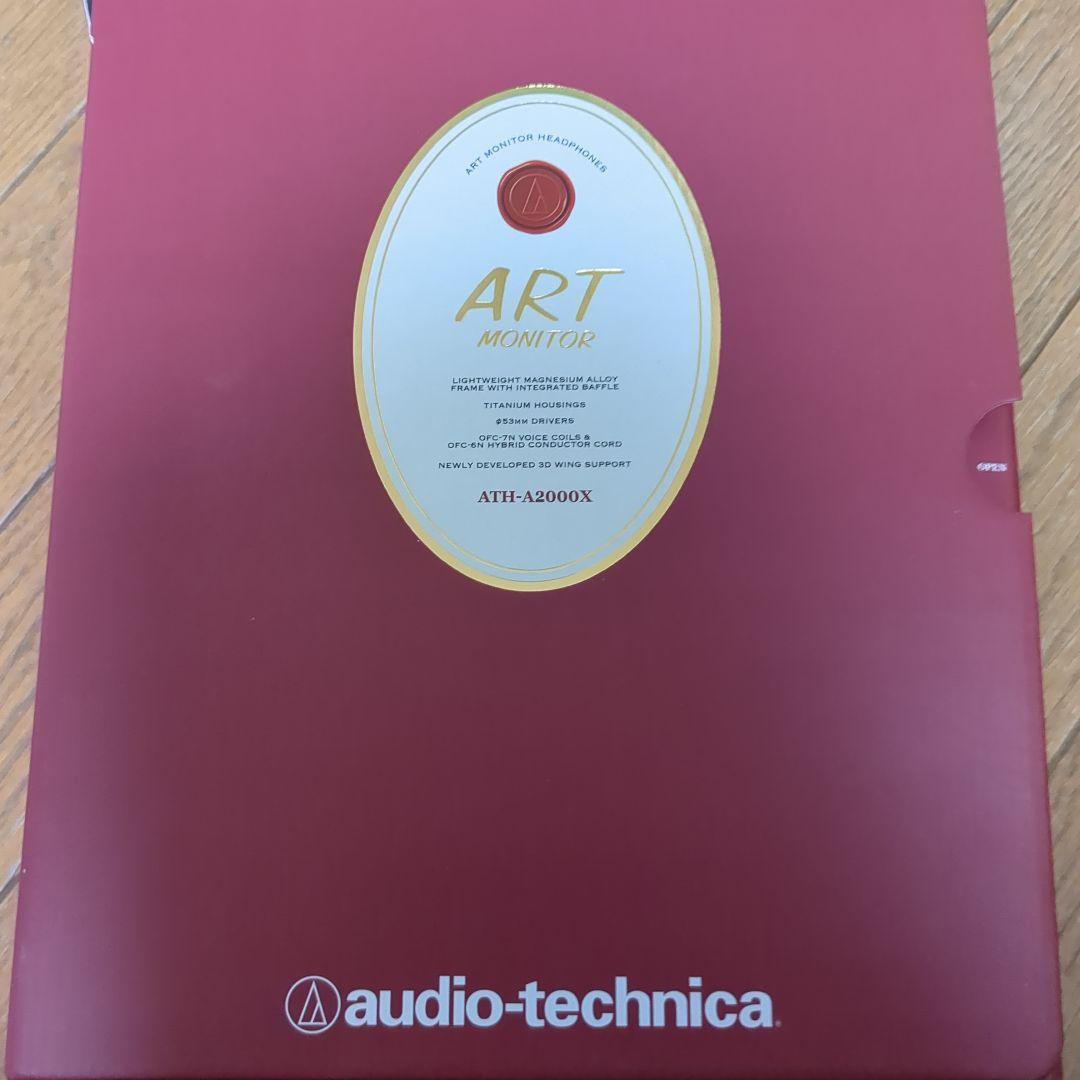 ART MONITOR HEADPHONES
ART
MONITOR
LIGHTWEIGHT MAGNESIUM ALLOY
FRAME WITH INTEGRATED BAFFLE
TITANIUM HOUSINGS
φ53MM DRIVERS
OFC-7N VOICE COILS &
OFC-6N HYBRID CONDUCTOR CORD
NEWLY DEVELOPED 3D WING SUPPORT
ATH-A2000X
OPEN
audio-technica